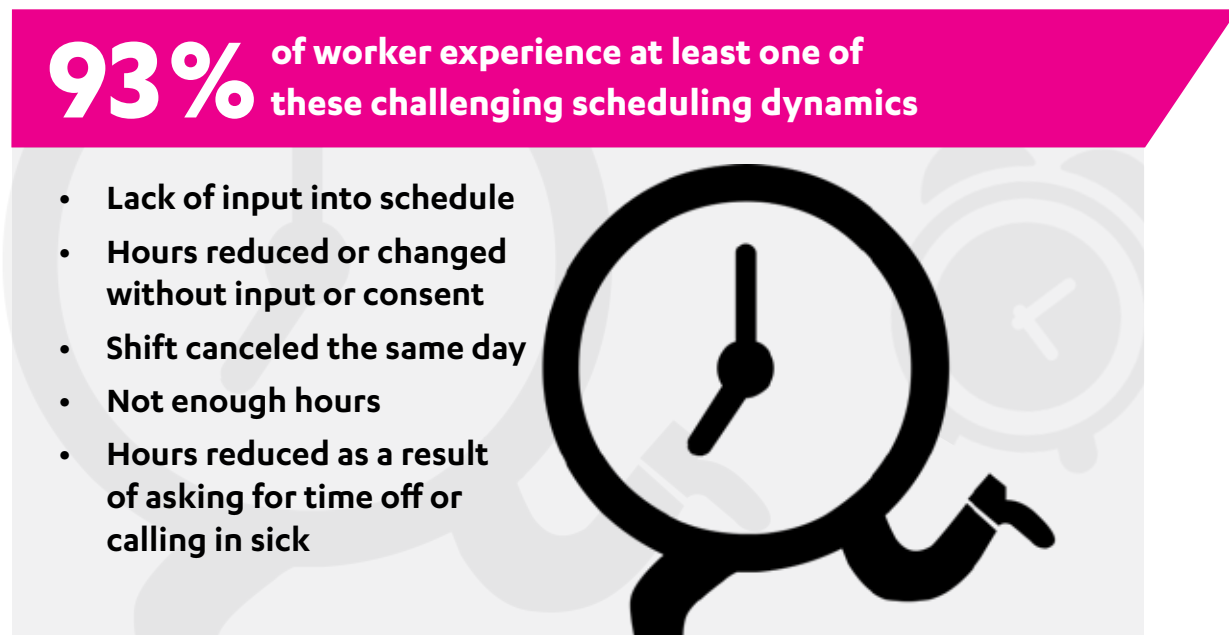 93% of worker experience at least one of
these challenging scheduling dynamics
• Lack of input into schedule
• Hours reduced or changed
without input or consent
• Shift canceled the same day
• Not enough hours
• Hours reduced as a result
of asking for time off or
calling in sick